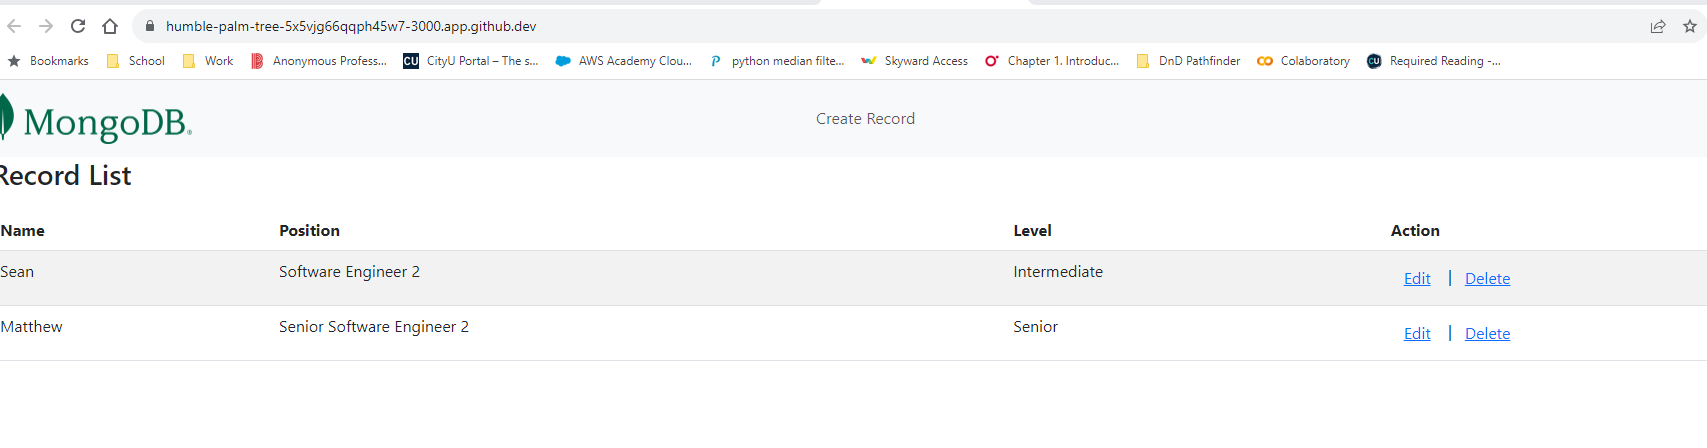 humble-palm-tree-5x5vjg66qqph45w7-3000.app.github.dev
Bookmarks School Work Anonymous Profess... CityU Portal – The s... AWS Academy Clou... python median filte... Skyward Access Chapter 1. Introduc... DnD Pathfinder Colaboratory Required Reading -...
MongoDB® Create Record
Record List
Name Position Level Action
Sean Software Engineer 2 Intermediate Edit | Delete
Matthew Senior Software Engineer 2 Senior Edit | Delete